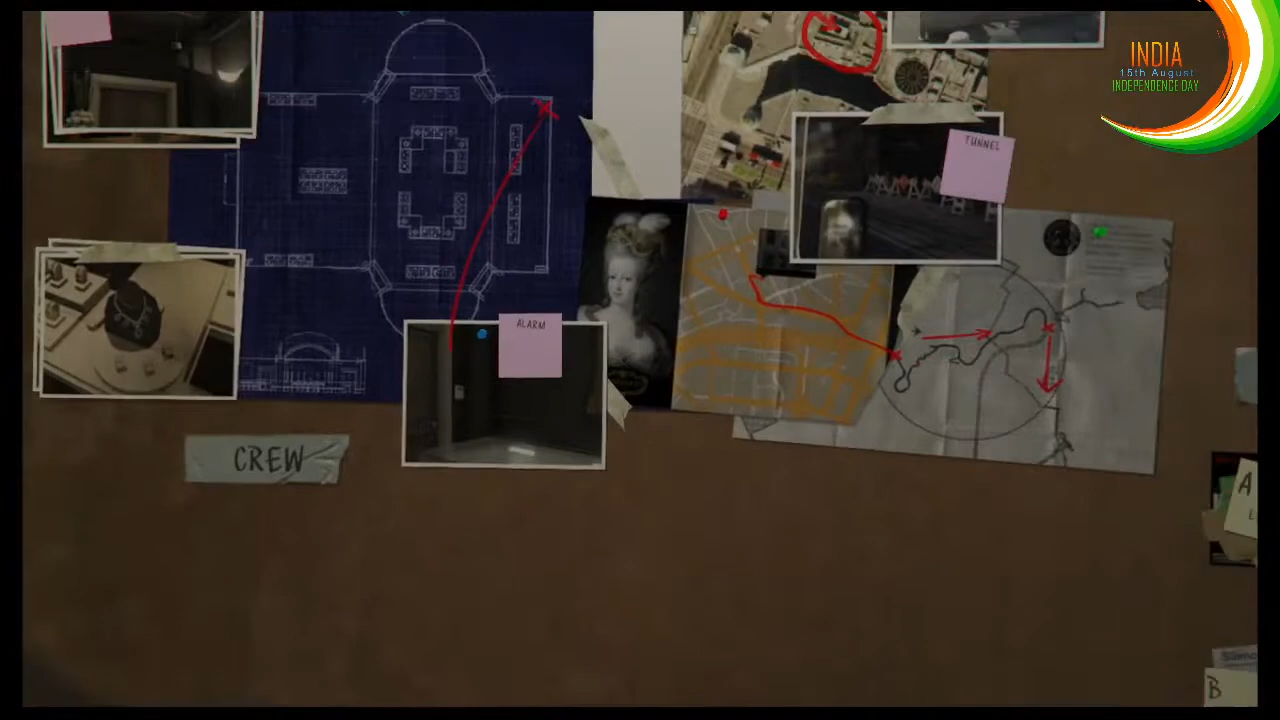 INDIA
15th August
INDEPENDENCE DAY
TUNNEL
ALARM
CREW
A
B